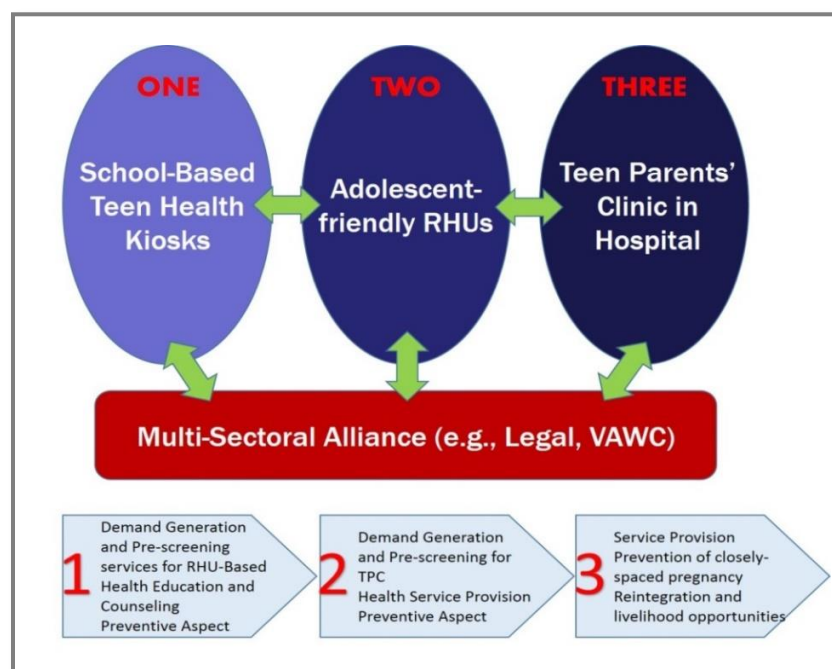 ONE
School-Based
Teen Health
Kiosks
TWO
Adolescent-
friendly RHUs
THREE
Teen Parents'
Clinic in
Hospital
Multi-Sectoral Alliance (e.g., Legal, VAWC)
1
Demand Generation
and Pre-screening
services for RHU-Based
Health Education and
Counseling
Preventive Aspect
2
Demand Generation
and Pre-screening for
TPC
Health Service Provision
Preventive Aspect
3
Service Provision
Prevention of closely-
spaced pregnancy
Reintegration and
livelihood opportunities